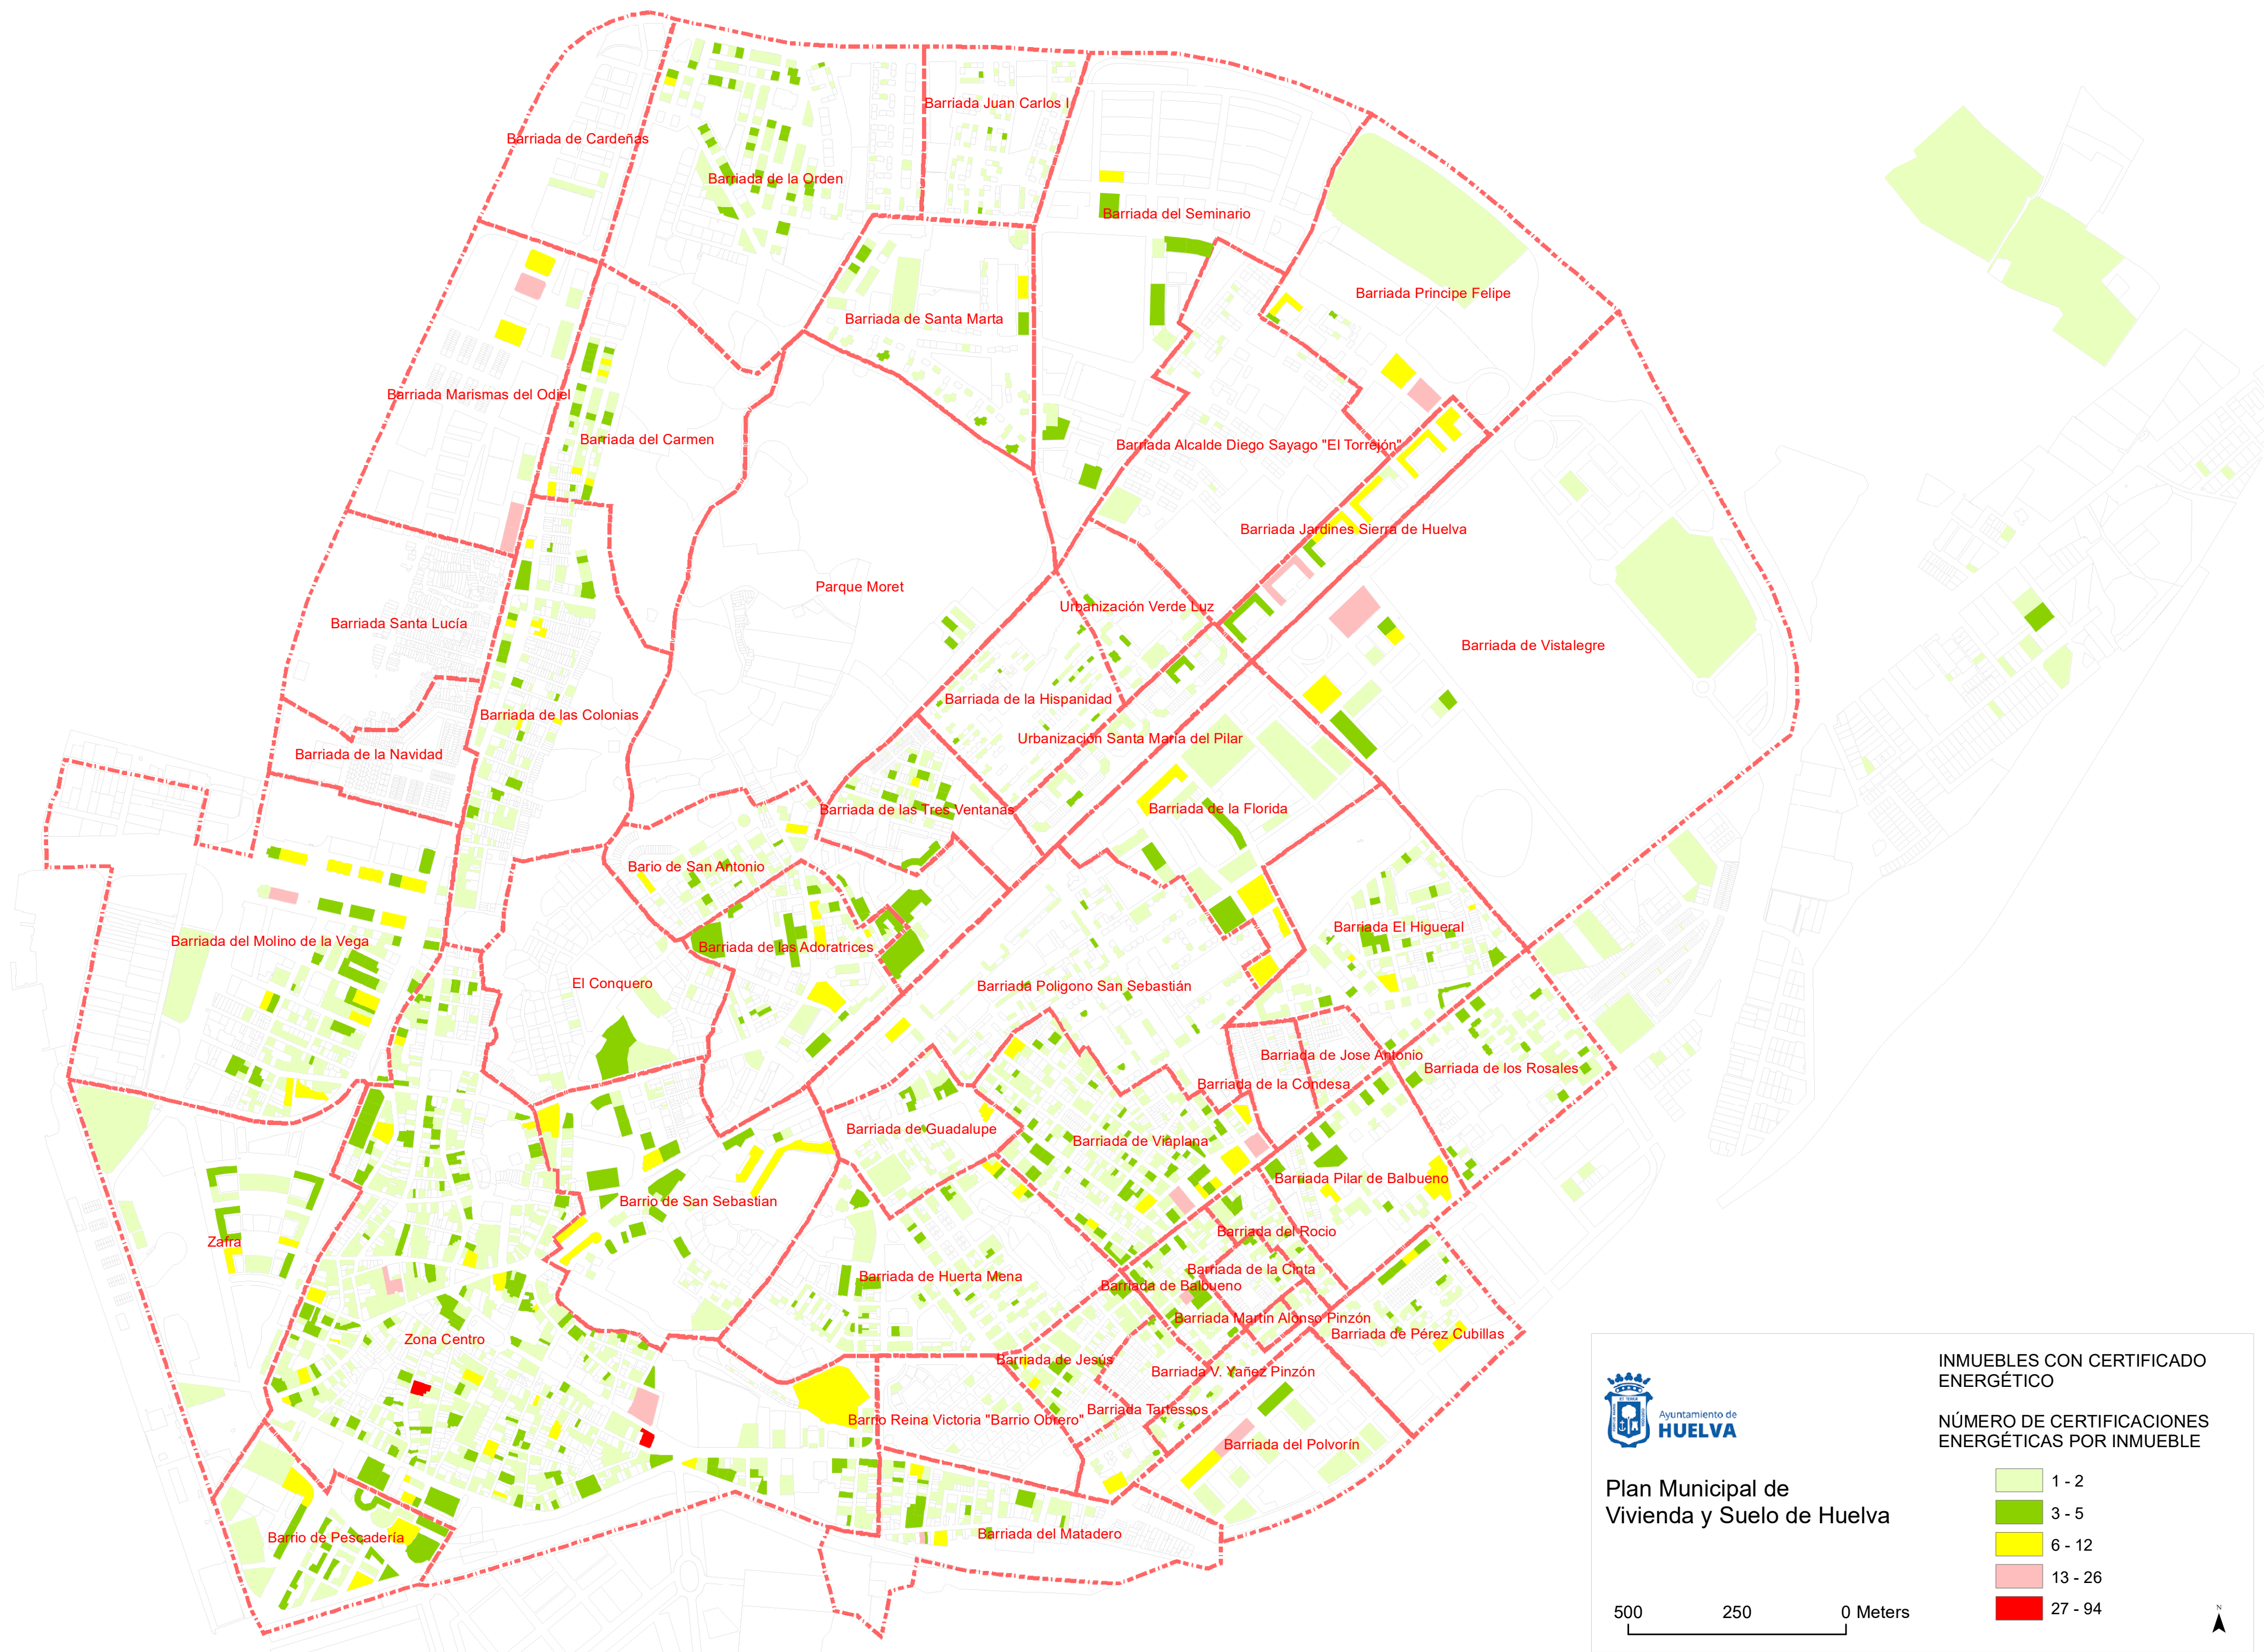 Barriada Juan Carlos I
Barriada de Cardeñas
Barriada de la Orden
Barriada del Seminario
Barriada Principe Felipe
Barriada de Santa Marta
Barriada Marismas del Odiel
Barriada del Carmen
Barriada Alcalde Diego Sayago "El Torrejón"
Barriada Jardines Sierra de Huelva
Parque Moret
Urbanización Verde Luz
Barriada Santa Lucía
Barriada de Vistalegre
Barriada de la Hispanidad
Barriada de las Colonias
Urbanización Santa María del Pilar
Barriada de la Navidad
Barriada de las Tres Ventanas
Barriada de la Florida
Bario de San Antonio
Barriada El Higueral
Barriada del Molino de la Vega
Barriada de las Adoratrices
El Conquero
Barriada Poligono San Sebastián
Barriada de Jose Antonio
Barriada de los Rosales
Barriada de la Condesa
Barriada de Guadalupe
Barriada de Viaplana
Barriada Pilar de Balbueno
Barrio de San Sebastian
Barriada del Rocio
Zafra
Barriada de la Cinta
Barriada de Huerta Mena
Barriada de Balbueno
Barriada Martín Alonso Pinzón
Barriada de Pérez Cubillas
Zona Centro
Barriada de Jesús
Barriada V. Yañez Pinzón
Barriada Tartessos
Barrio Reina Victoria "Barrio Obrero"
Barriada del Polvorín
Barriada del Matadero
Barrio de Pescadería
INMUEBLES CON CERTIFICADO
ENERGÉTICO
NÚMERO DE CERTIFICACIONES
ENERGÉTICAS POR INMUEBLE
1 - 2
3 - 5
6 - 12
13 - 26
27 - 94
Ayuntamiento de
HUELVA
Plan Municipal de
Vivienda y Suelo de Huelva
500 250 0 Meters
N